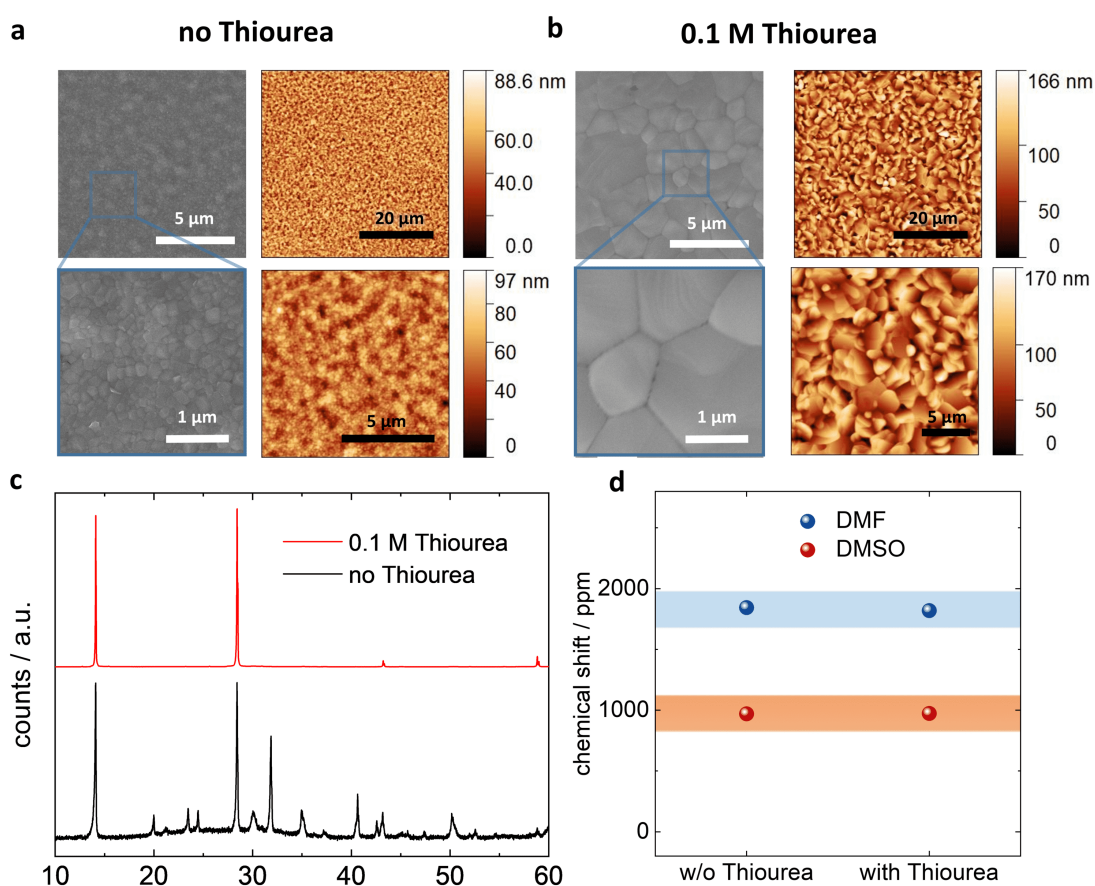 a
no Thiourea
b
0.1 M Thiourea
5 µm
20 µm
88.6 nm
60.0
40.0
0.0
5 µm
20 µm
166 nm
100
50
0
1 µm
5 µm
97 nm
80
60
40
0
1 µm
5 µm
170 nm
100
50
0
c
counts / a.u.
0.1 M Thiourea
no Thiourea
10 20 30 40 50 60
d
chemical shift / ppm
DMF
DMSO
2000
1000
0
w/o Thiourea with Thiourea